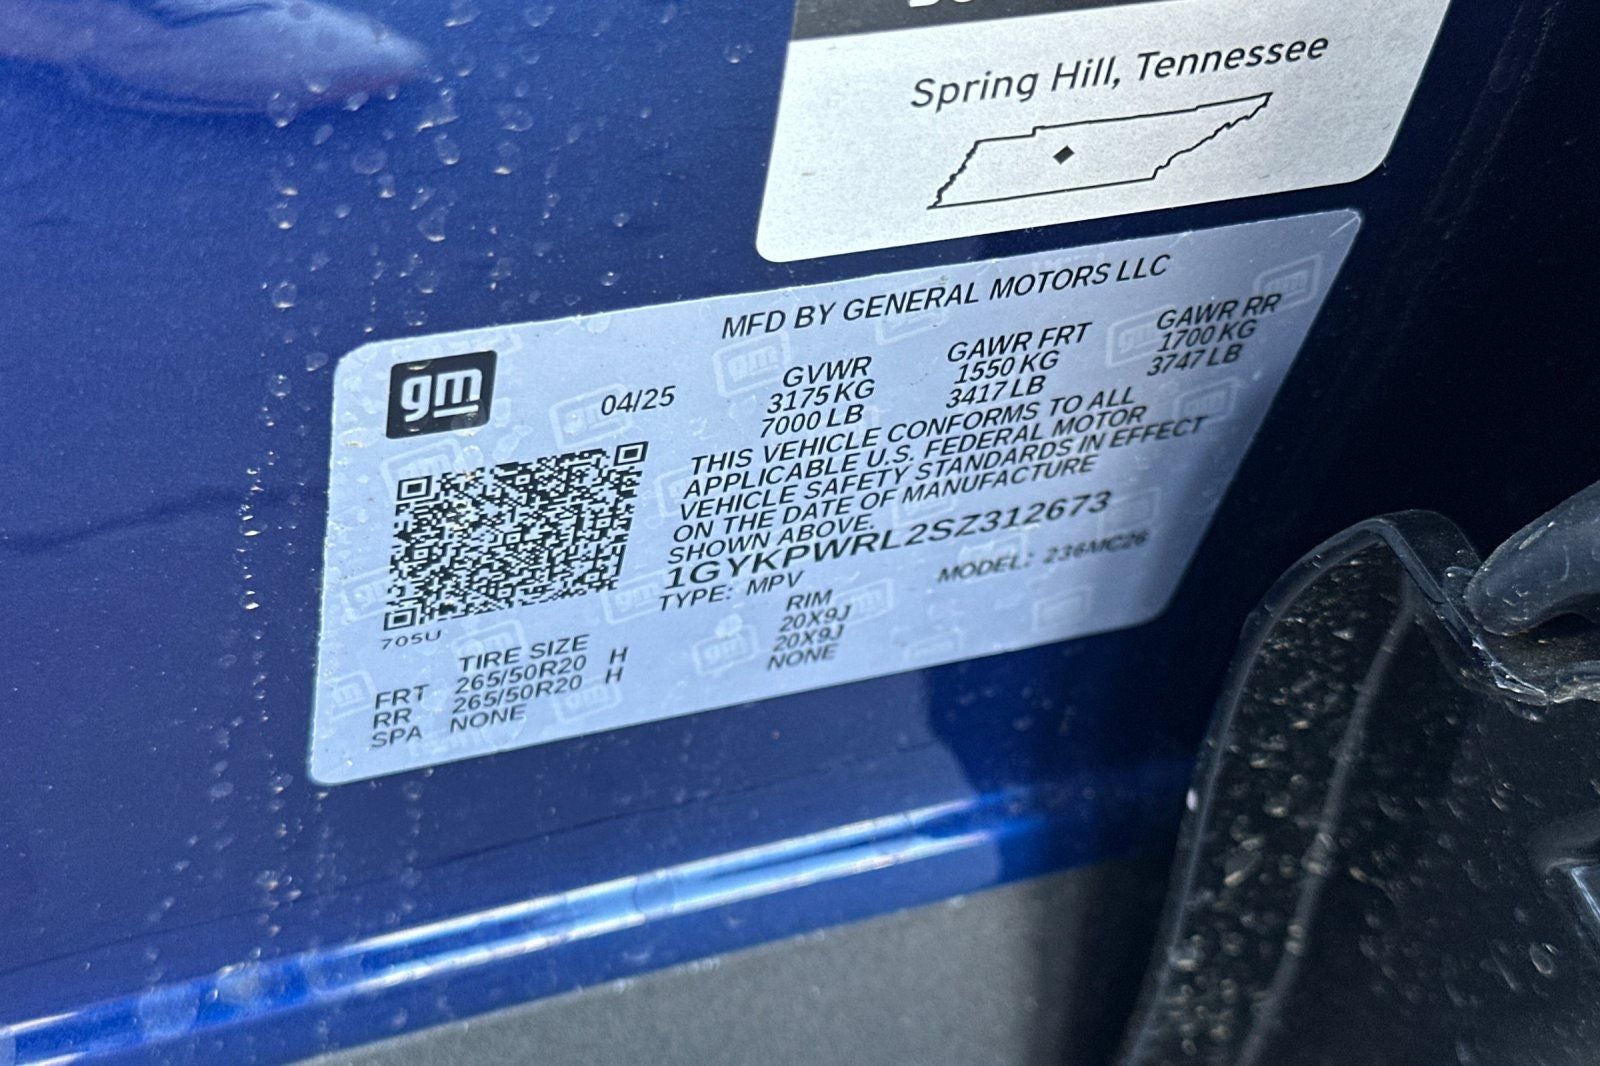 Spring Hill, Tennessee
MFD BY GENERAL MOTORS LLC
gm
04/25
GVWR GAWR FRT GAWR RR
3175 KG 1550 KG 1700 KG
7000 LB 3417 LB 3747 LB
THIS VEHICLE CONFORMS TO ALL
APPLICABLE U.S. FEDERAL MOTOR
VEHICLE SAFETY STANDARDS IN EFFECT
ON THE DATE OF MANUFACTURE
SHOWN ABOVE.
1GYKPWRL2SZ312673
TYPE: MPV MODEL: 236MC26
705U
TIRE SIZE RIM
FRT 265/50R20 H 20X9J
RR 265/50R20 H 20X9J
SPA NONE NONE